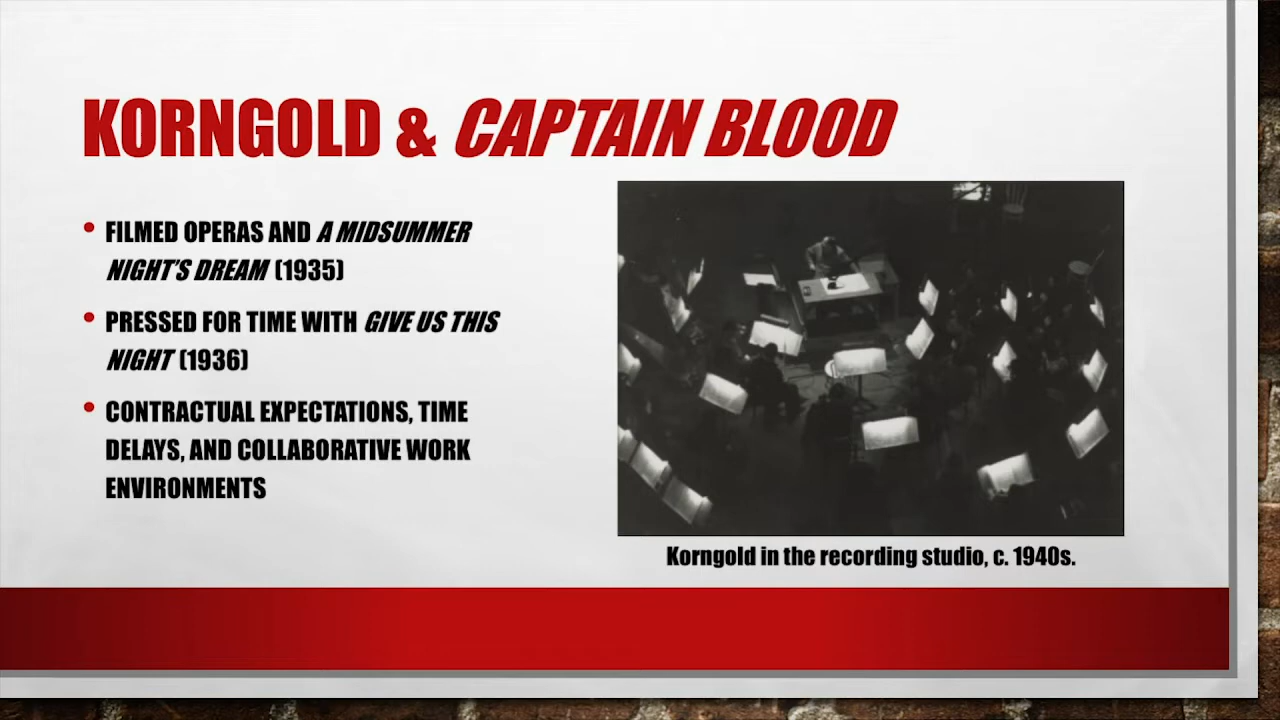 KORNGOLD & CAPTAIN BLOOD
• FILMED OPERAS AND A MIDSUMMER
NIGHT'S DREAM (1935)
• PRESSED FOR TIME WITH GIVE US THIS
NIGHT (1936)
• CONTRACTUAL EXPECTATIONS, TIME
DELAYS, AND COLLABORATIVE WORK
ENVIRONMENTS
Korngold in the recording studio, c. 1940s.